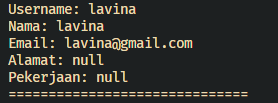 Username: lavina
Nama: lavina
Email: lavina@gmail.com
Alamat: null
Pekerjaan: null
==============================